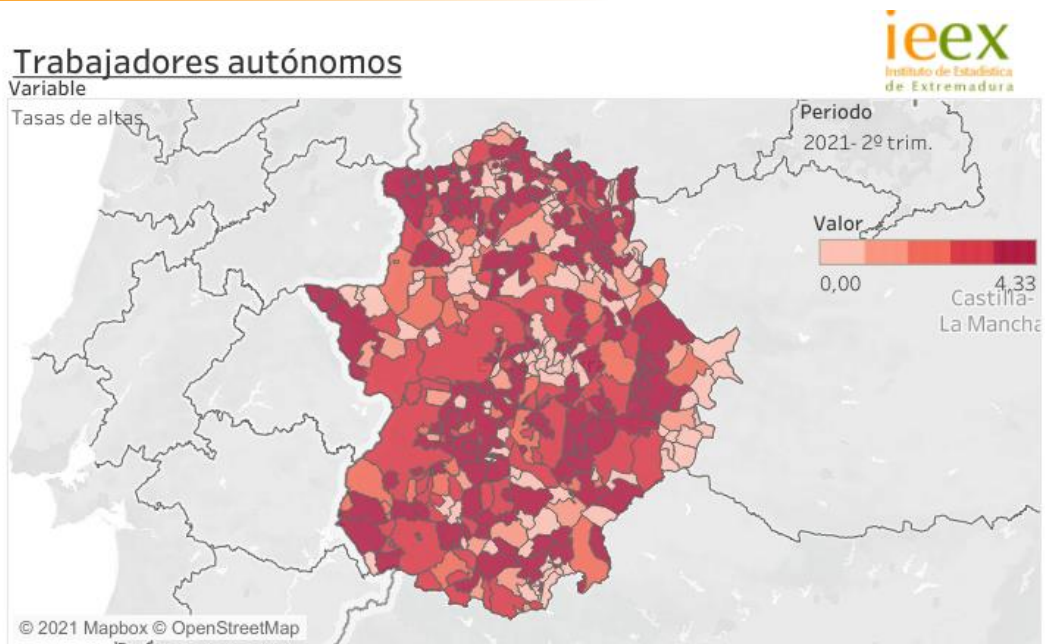 ieex
Instituto de Estadística
de Extremadura
Trabajadores autónomos
Variable
Tasas de altas
Periodo
2021- 2º trim.
Valor
0,00
4,33
Castilla-
La Mancha
© 2021 Mapbox © OpenStreetMap